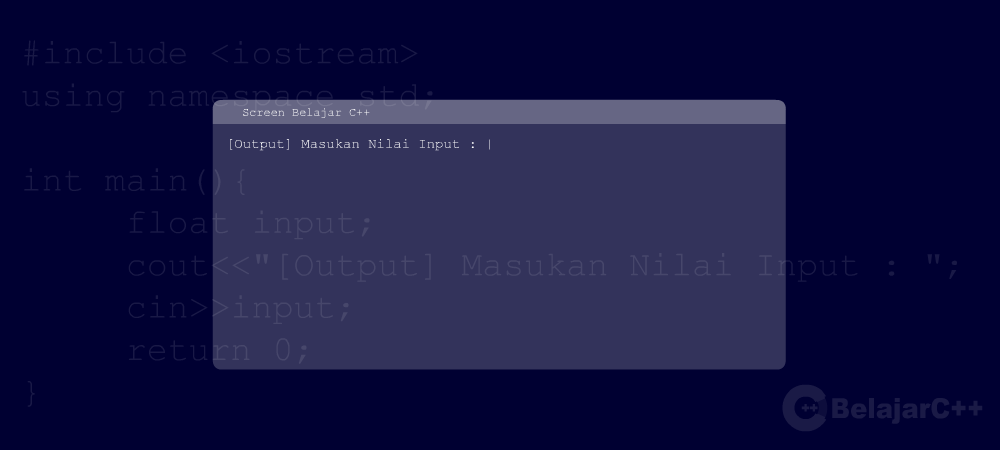 #include <iostream>
using namespace std;
Screen Belajar C++
[Output] Masukan Nilai Input : |
int main(){
float input;
cout<<"[Output] Masukan Nilai Input : ";
cin>>input;
return 0;
}
BelajarC++